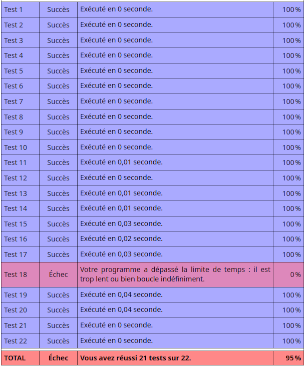 Test 1 Succès Exécuté en 0 seconde. 100 %
Test 2 Succès Exécuté en 0 seconde. 100 %
Test 3 Succès Exécuté en 0 seconde. 100 %
Test 4 Succès Exécuté en 0 seconde. 100 %
Test 5 Succès Exécuté en 0 seconde. 100 %
Test 6 Succès Exécuté en 0 seconde. 100 %
Test 7 Succès Exécuté en 0 seconde. 100 %
Test 8 Succès Exécuté en 0 seconde. 100 %
Test 9 Succès Exécuté en 0 seconde. 100 %
Test 10 Succès Exécuté en 0 seconde. 100 %
Test 11 Succès Exécuté en 0,01 seconde. 100 %
Test 12 Succès Exécuté en 0 seconde. 100 %
Test 13 Succès Exécuté en 0,01 seconde. 100 %
Test 14 Succès Exécuté en 0,01 seconde. 100 %
Test 15 Succès Exécuté en 0,03 seconde. 100 %
Test 16 Succès Exécuté en 0,02 seconde. 100 %
Test 17 Succès Exécuté en 0,03 seconde. 100 %
Test 18 Échec Votre programme a dépassé la limite de temps : il est 0 %
trop lent ou bien boucle indéfiniment.
Test 19 Succès Exécuté en 0,04 seconde. 100 %
Test 20 Succès Exécuté en 0,04 seconde. 100 %
Test 21 Succès Exécuté en 0 seconde. 100 %
Test 22 Succès Exécuté en 0 seconde. 100 %
TOTAL Échec Vous avez réussi 21 tests sur 22. 95 %